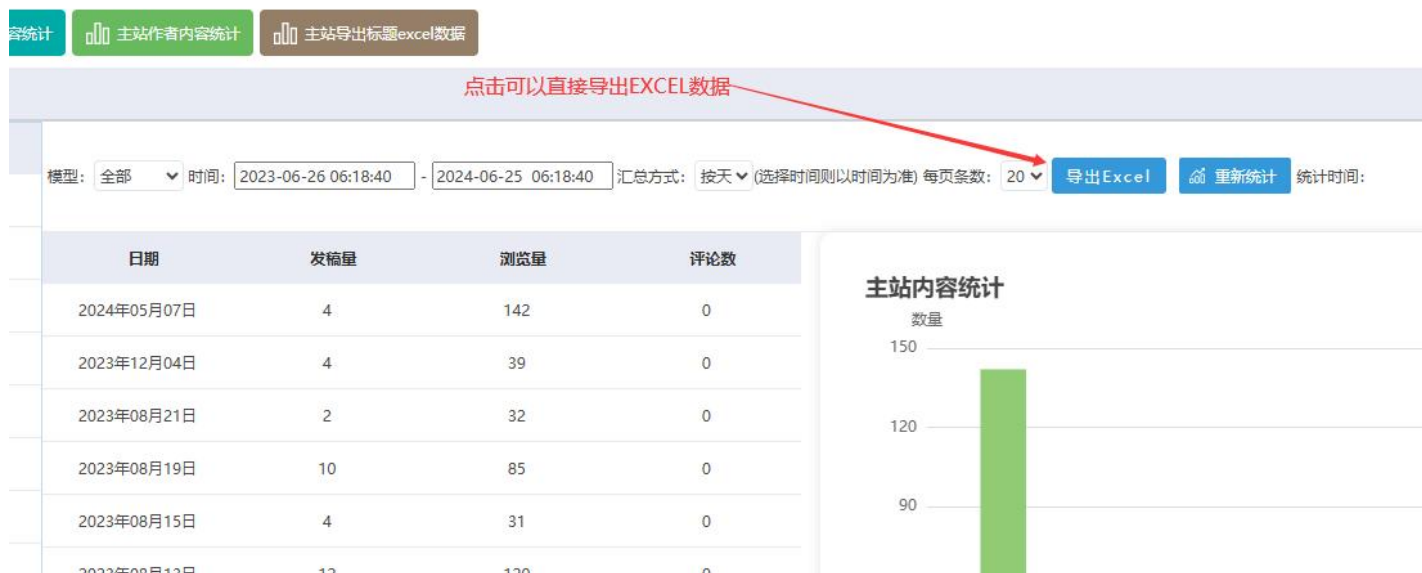 容统计 主站作者内容统计 主站导出标题excel数据
点击可以直接导出EXCEL数据
模型: 全部 时间: 2023-06-26 06:18:40 - 2024-06-25 06:18:40 汇总方式: 按天 (选择时间则以时间为准) 每页条数: 20 导出Excel 重新统计 统计时间:
日期 发稿量 浏览量 评论数
主站内容统计
2024年05月07日 4 142 0
数量
150
2023年12月04日 4 39 0
2023年08月21日 2 32 0
120
2023年08月19日 10 85 0
90
2023年08月15日 4 31 0